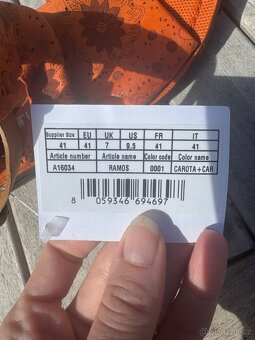 Supplier Size EU UK US FR IT
41 41 7 9.5 41 41
Article number Article name Color code Color name
A16034 RAMOS 0001 CAROTA+CAR
8 059346 694697